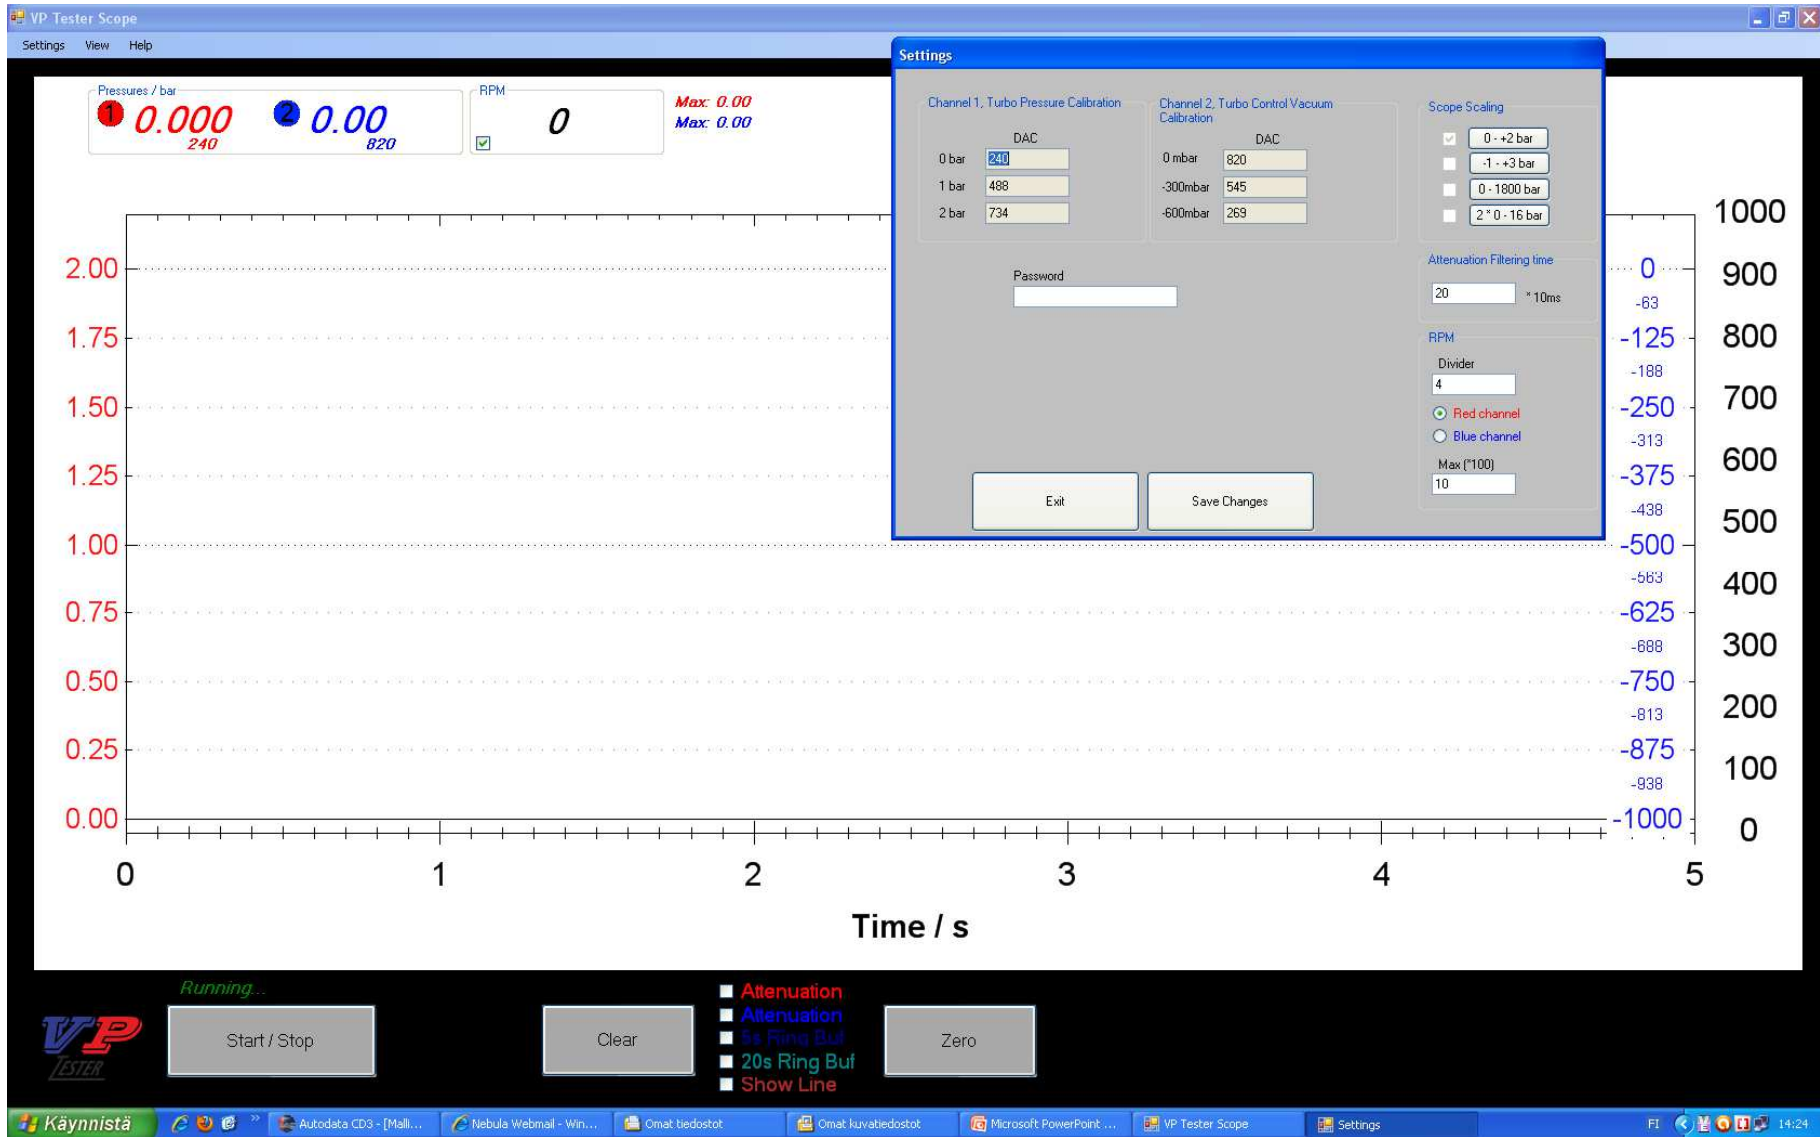 VP Tester Scope
Settings View Help
Pressures / bar
1 0.000 2 0.00
240 820
RPM
0
Max: 0.00
Max: 0.00
Settings
Channel 1, Turbo Pressure Calibration
DAC
0 bar 240
1 bar 488
2 bar 734
Channel 2, Turbo Control Vacuum
Calibration
DAC
0 mbar 820
-300mbar 545
-600mbar 269
Scope Scaling
0 - +2 bar
-1 - +3 bar
0 - 1800 bar
2 * 0 - 16 bar
Password
Attenuation Filtering time
20 * 10ms
RPM
Divider
4
Red channel
Blue channel
Max (*100)
10
Exit Save Changes
2.00
1.75
1.50
1.25
1.00
0.75
0.50
0.25
0.00
0
-63
-125
-188
-250
-313
-375
-438
-500
-563
-625
-688
-750
-813
-875
-938
-1000
1000
900
800
700
600
500
400
300
200
100
0
0 1 2 3 4 5
Time / s
Running...
VP
TESTER
Start / Stop
Clear
Attenuation
Attenuation
5s Ring Buf
20s Ring Buf
Show Line
Zero
Käynnistä » Autodata CD3 - [Malli... Nebula Webmail - Win... Omat tiedostot Omat kuvatiedostot Microsoft PowerPoint ... VP Tester Scope Settings FI 14:24